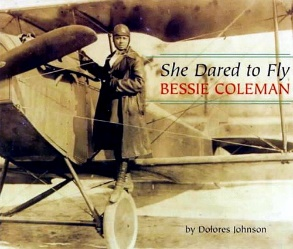 She Dared to Fly
BESSIE COLEMAN
by Dolores Johnson